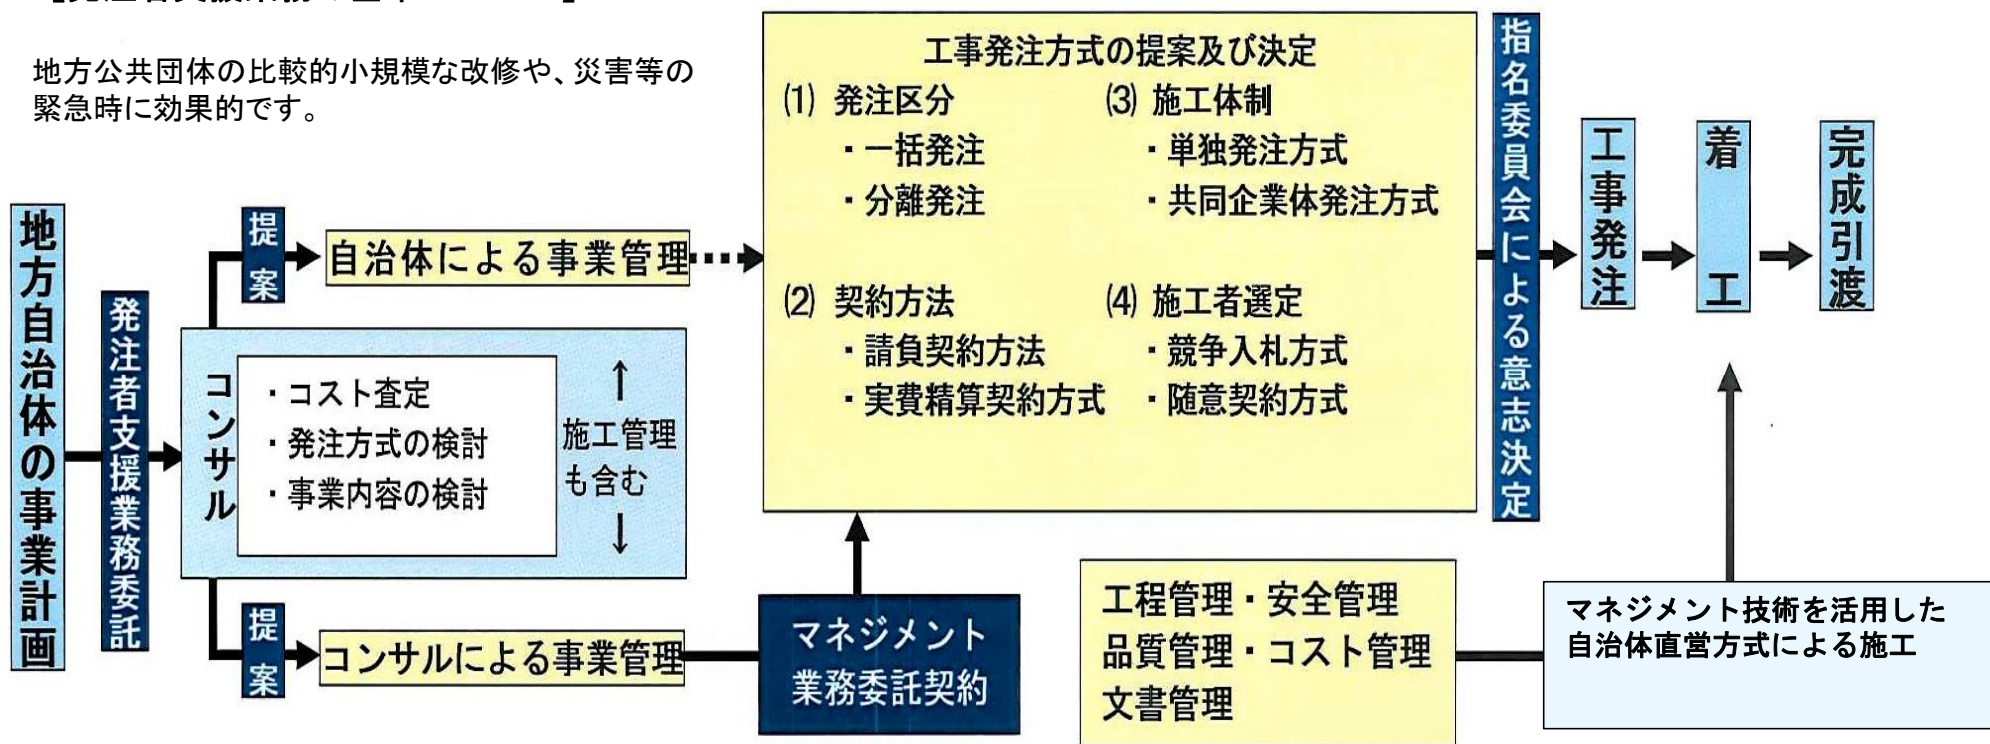 地方公共団体の比較的小規模な改修や、災害等の
緊急時に効果的です。
地方自治体の事業計画
発注者支援業務委託
提案
自治体による事業管理
コンサル
・コスト査定
・発注方式の検討
・事業内容の検討
↑
施工管理
も含む
↓
提案
コンサルによる事業管理
マネジメント
業務委託契約
工事発注方式の提案及び決定
(1) 発注区分
・一括発注
・分離発注
(2) 契約方法
・請負契約方法
・実費精算契約方式
(3) 施工体制
・単独発注方式
・共同企業体発注方式
(4) 施工者選定
・競争入札方式
・随意契約方式
指名委員会による意志決定
工事発注
着工
完成引渡
工程管理・安全管理
品質管理・コスト管理
文書管理
マネジメント技術を活用した
自治体直営方式による施工